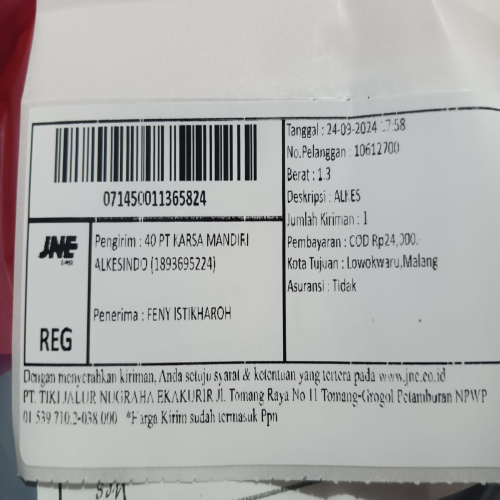 071450011365824
JNE
REG
Pengirim : 40 PT KARSA MANDIRI
ALKESINDO (1893695224)
Penerima : FENY ISTIKHAROH
Tanggal : 24-09-2024 17:58
No.Pelanggan : 10612700
Berat : 1.3
Deskripsi : ALKES
Jumlah Kiriman : 1
Pembayaran : COD Rp24,000.-
Kota Tujuan : Lowokwaru,Malang
Asuransi : Tidak
Dengan menyerahkan kiriman, Anda setuju syarat & ketentuan yang tertera pada www.jne.co.id
PT. TIKI JALUR NUGRAHA EKAKURIR Jl. Tomang Raya No 11 Tomang-Grogol Petamburan NPWP
01 539 710.2-038.000 *Harga Kirim sudah termasuk Ppn